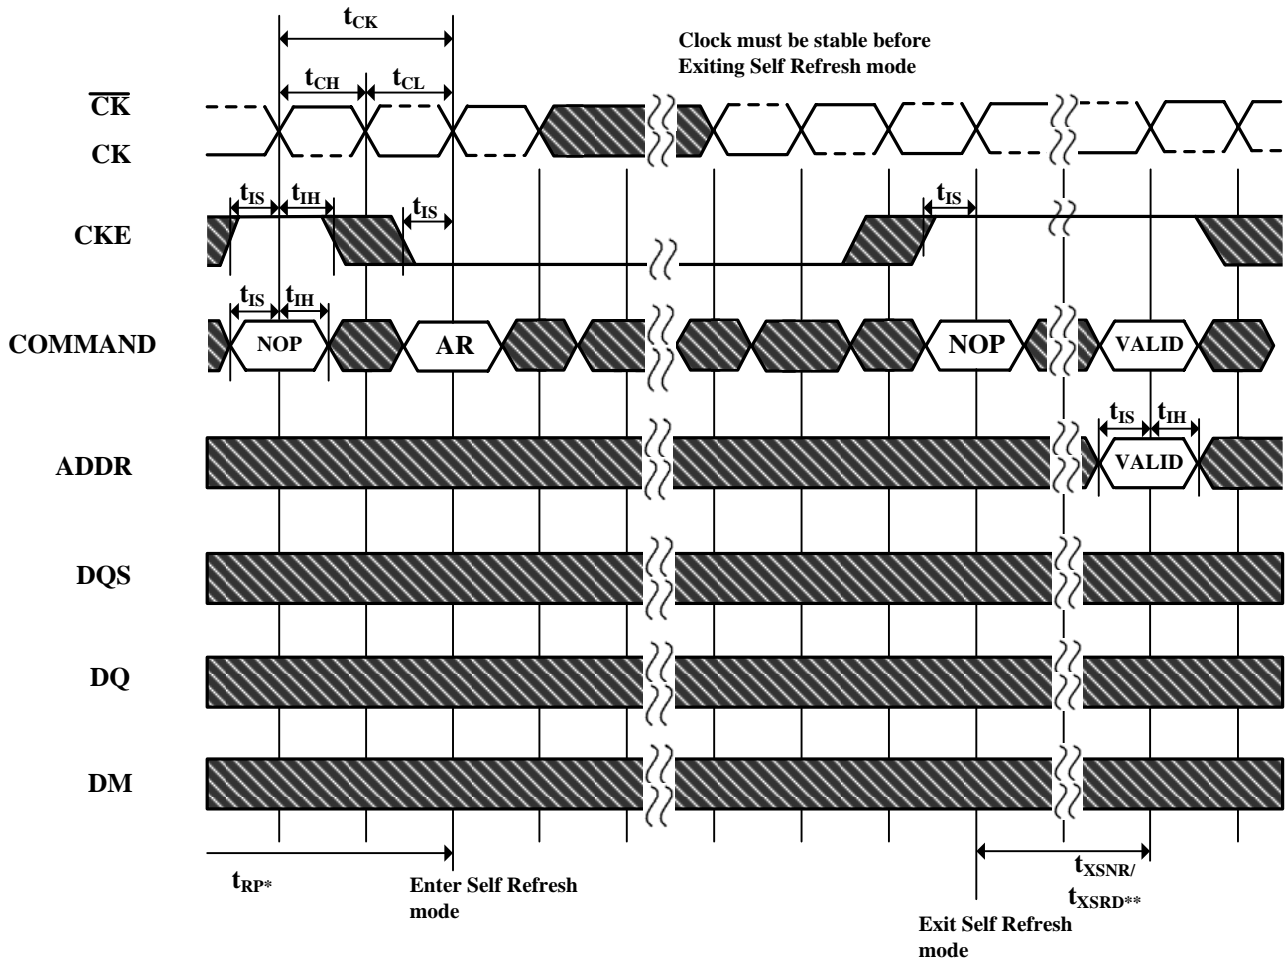 tCK
Clock must be stable before
Exiting Self Refresh mode
tCH
tCL
CK
CK
tIS
tIH
tIS
tIS
CKE
tIS
tIH
COMMAND
NOP
AR
NOP
VALID
tIS
tIH
ADDR
VALID
DQS
DQ
DM
tRP*
Enter Self Refresh
mode
tXSNR/
tXSRD**
Exit Self Refresh
mode